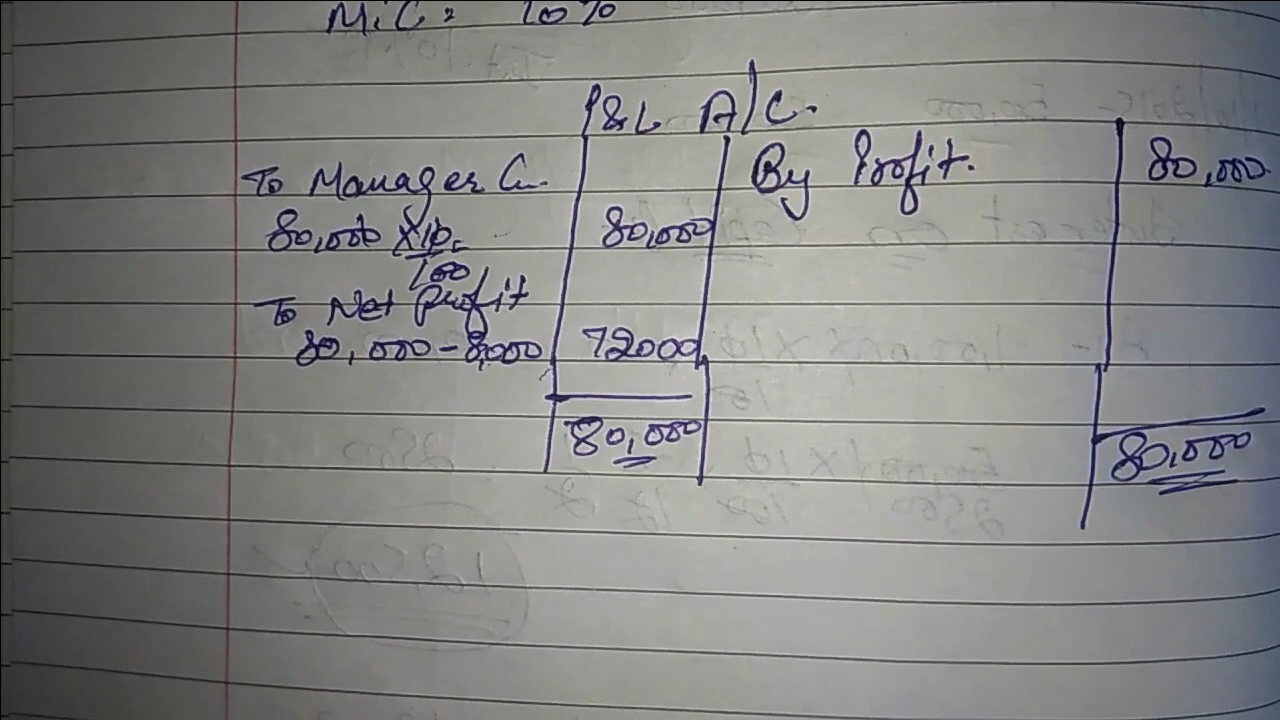 M.C = 10%
P&L A/C.
To Manager Cm. By Profit. 80,000
80,000 X 10 = 80,000
100
To Net Profit
80,000 - 8,000 72000
80,000 80,000